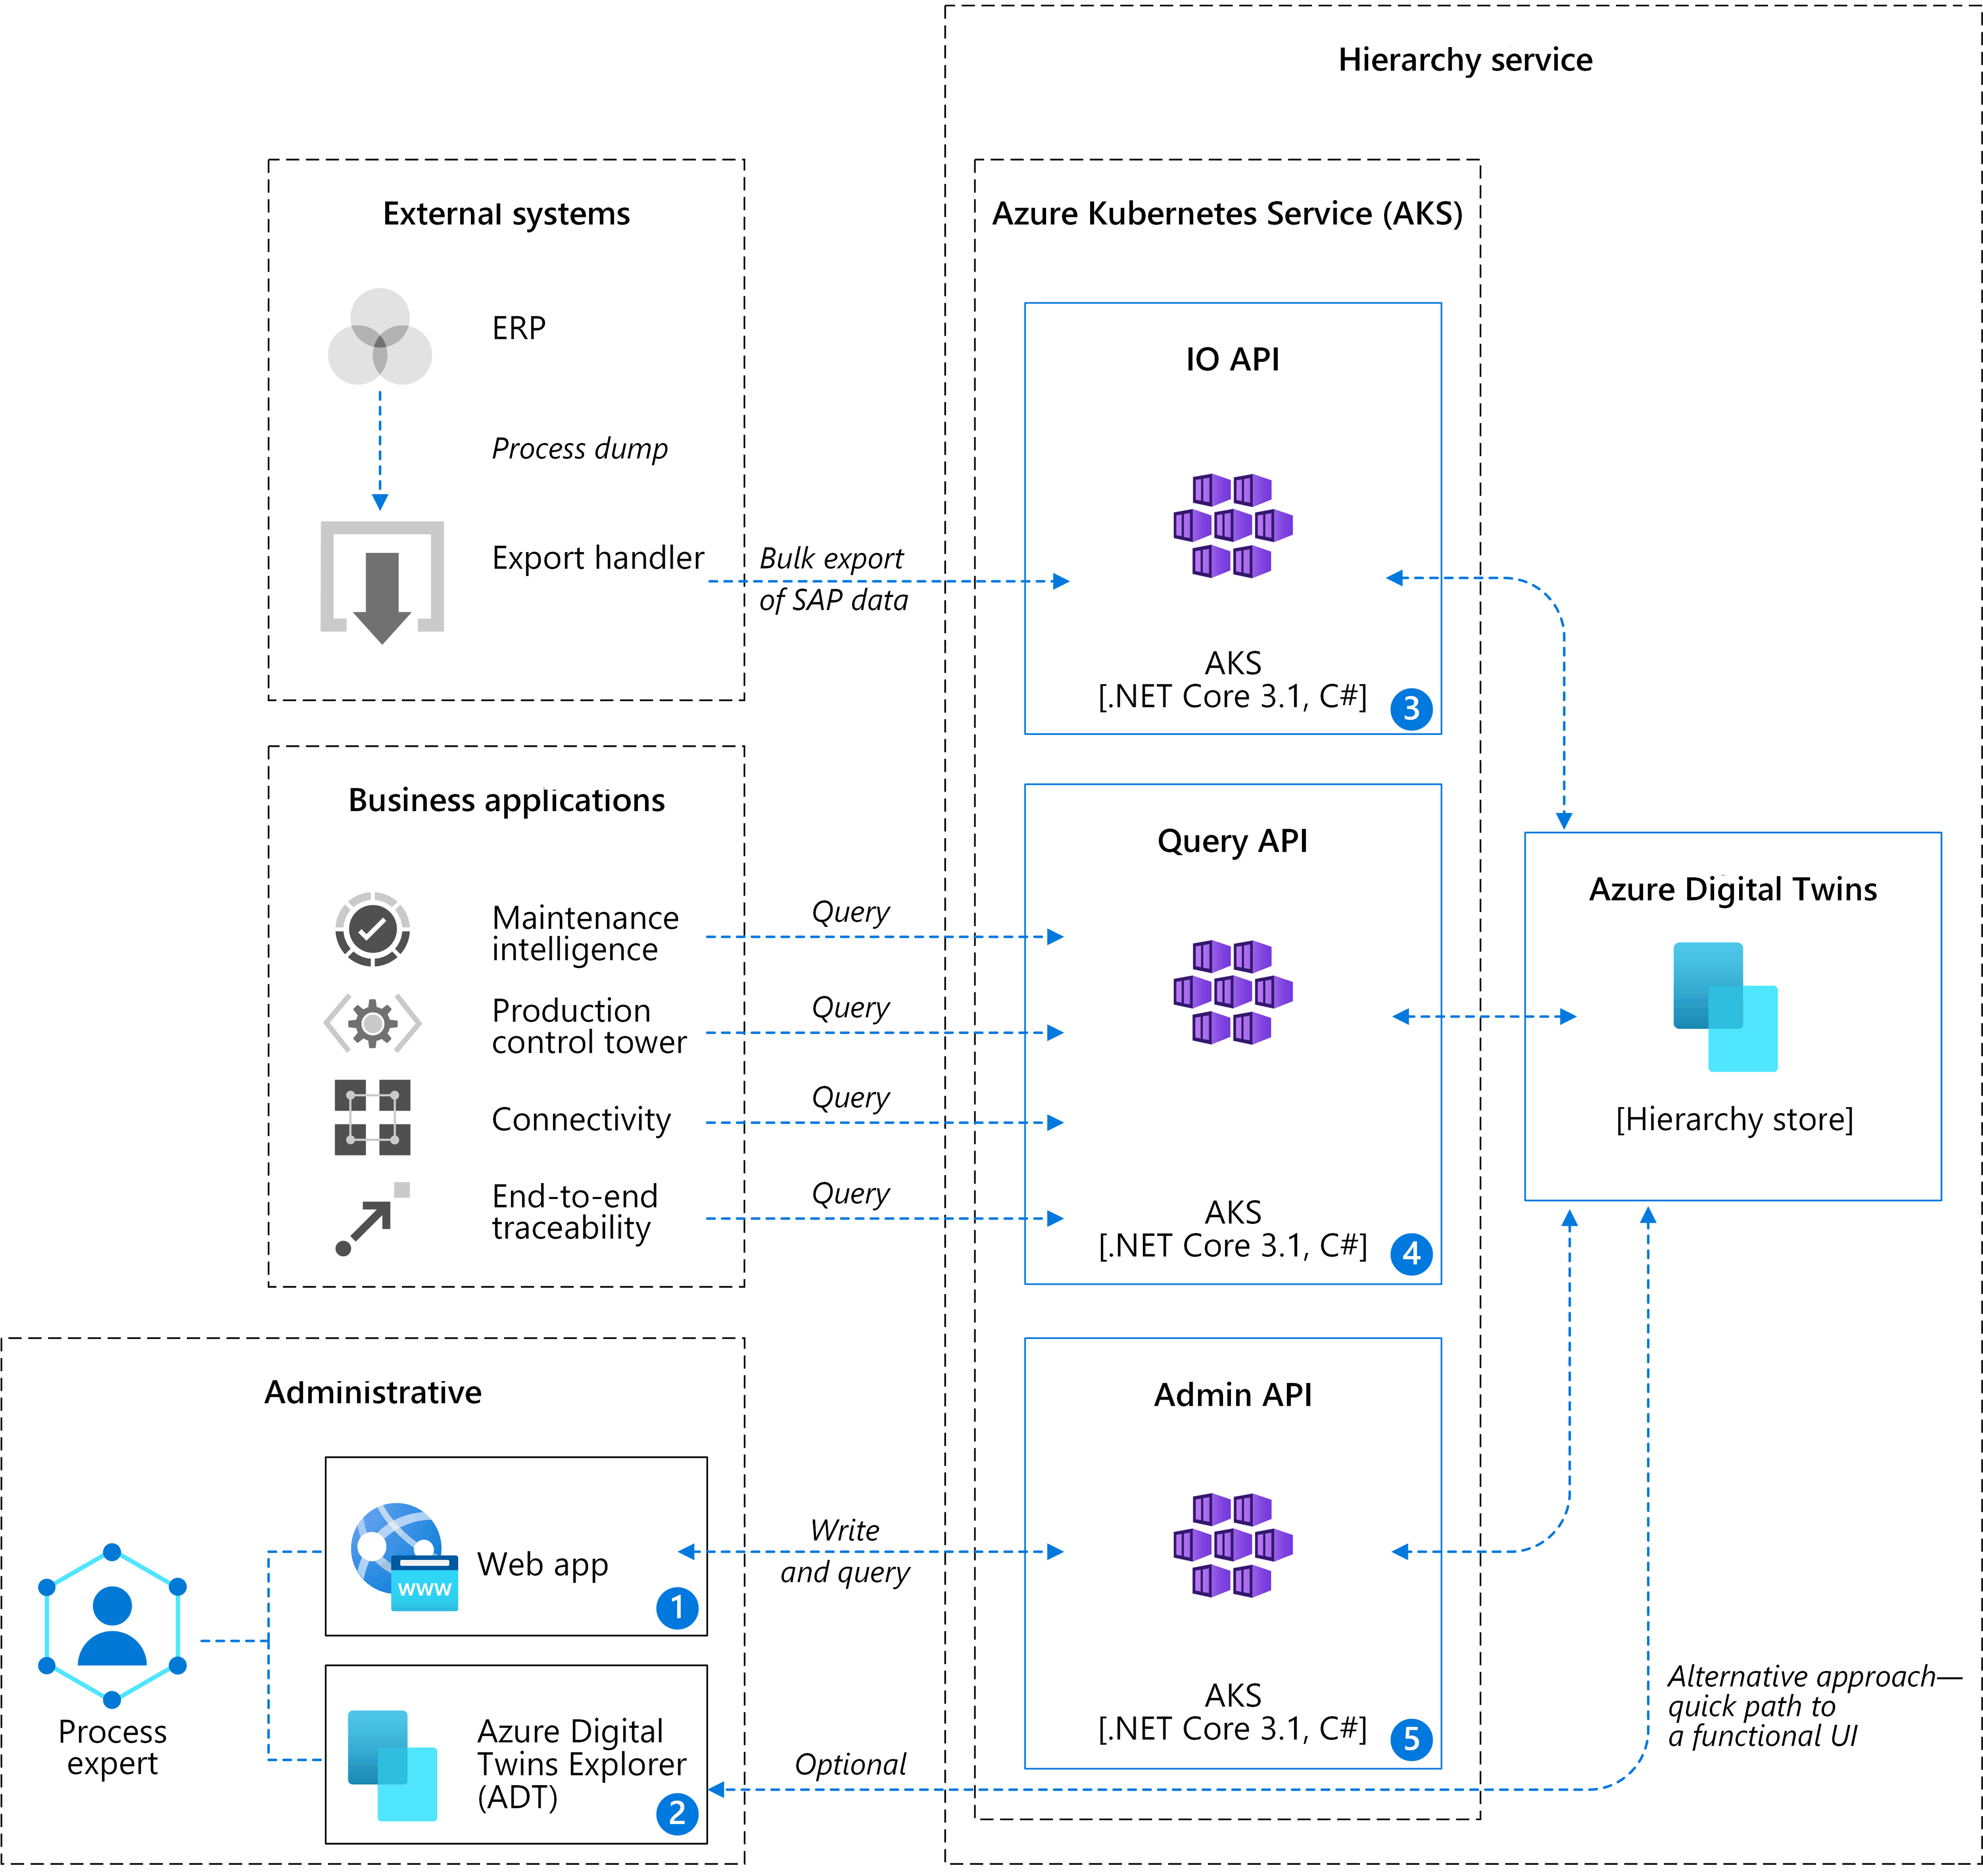 Hierarchy service
External systems
ERP
Process dump
Export handler
Bulk export
of SAP data
Azure Kubernetes Service (AKS)
IO API
AKS
[.NET Core 3.1, C#]
3
Business applications
Maintenance
intelligence
Query
Production
control tower
Query
Connectivity
Query
End-to-end
traceability
Query
Query API
AKS
[.NET Core 3.1, C#]
4
Azure Digital Twins
[Hierarchy store]
Administrative
Process
expert
www
Web app
1
Azure Digital
Twins Explorer
(ADT)
2
Write
and query
Optional
Admin API
AKS
[.NET Core 3.1, C#]
5
Alternative approach—
quick path to
a functional UI